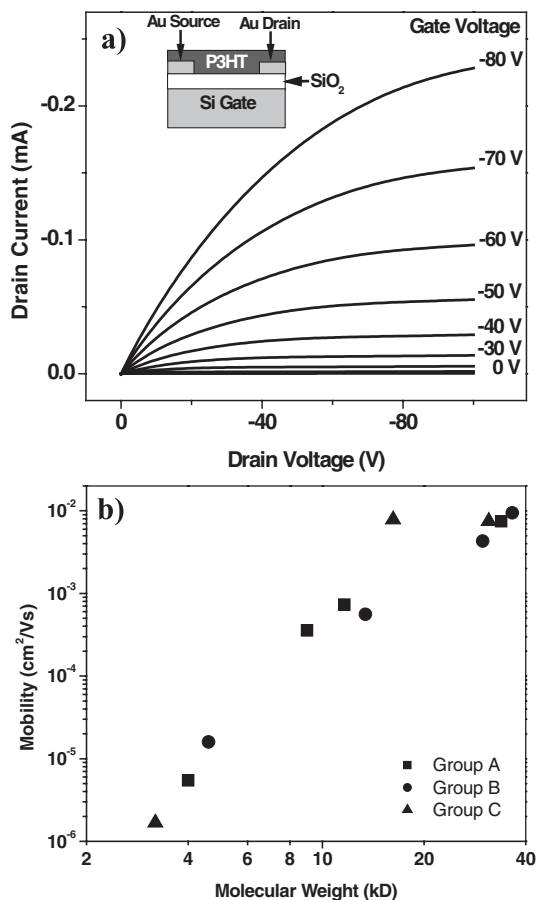 a)
Au Source
Au Drain
Gate Voltage
P3HT
SiO2
Si Gate
-80 V
-70 V
-60 V
-50 V
-40 V
-30 V
0 V
-0.2
-0.1
0.0
Drain Current (mA)
0
-40
-80
Drain Voltage (V)
b)
10^-2
10^-3
10^-4
10^-5
10^-6
Mobility (cm²/Vs)
Group A
Group B
Group C
2
4
6
8
10
20
40
Molecular Weight (kD)